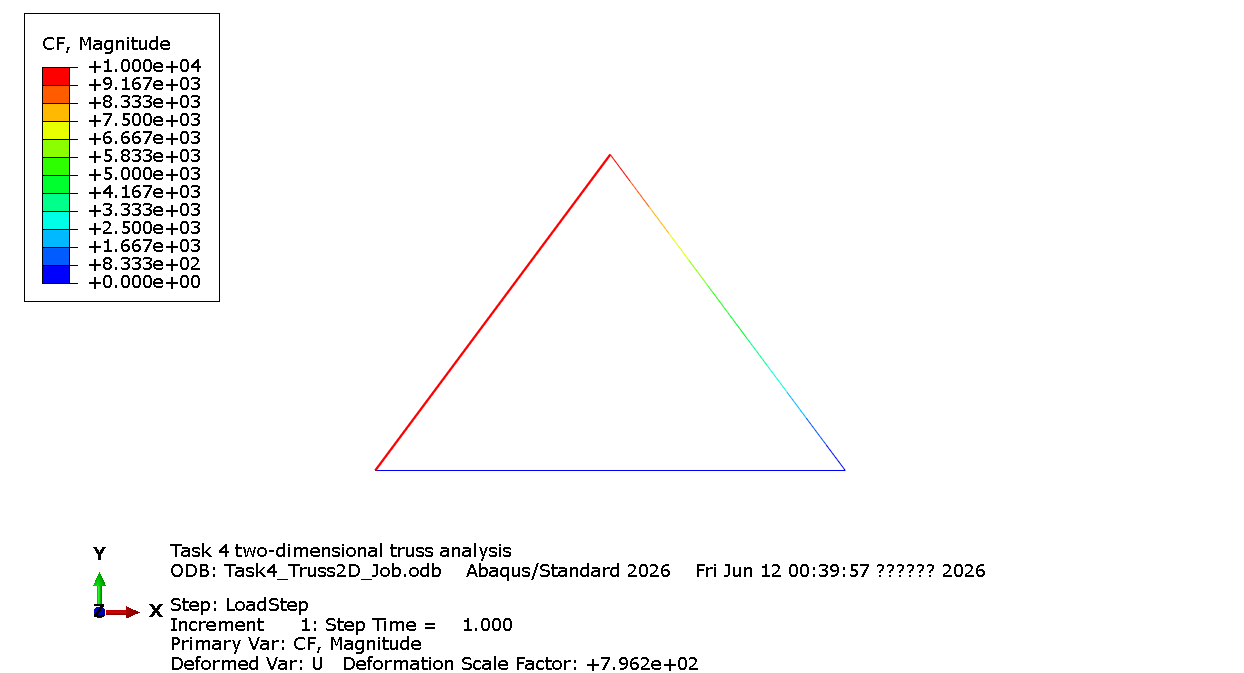 CF, Magnitude
+1.000e+04
+9.167e+03
+8.333e+03
+7.500e+03
+6.667e+03
+5.833e+03
+5.000e+03
+4.167e+03
+3.333e+03
+2.500e+03
+1.667e+03
+8.333e+02
+0.000e+00
Y
Z
X
Task 4 two-dimensional truss analysis
ODB: Task4_Truss2D_Job.odb Abaqus/Standard 2026 Fri Jun 12 00:39:57 ?????? 2026
Step: LoadStep
Increment 1: Step Time = 1.000
Primary Var: CF, Magnitude
Deformed Var: U Deformation Scale Factor: +7.962e+02